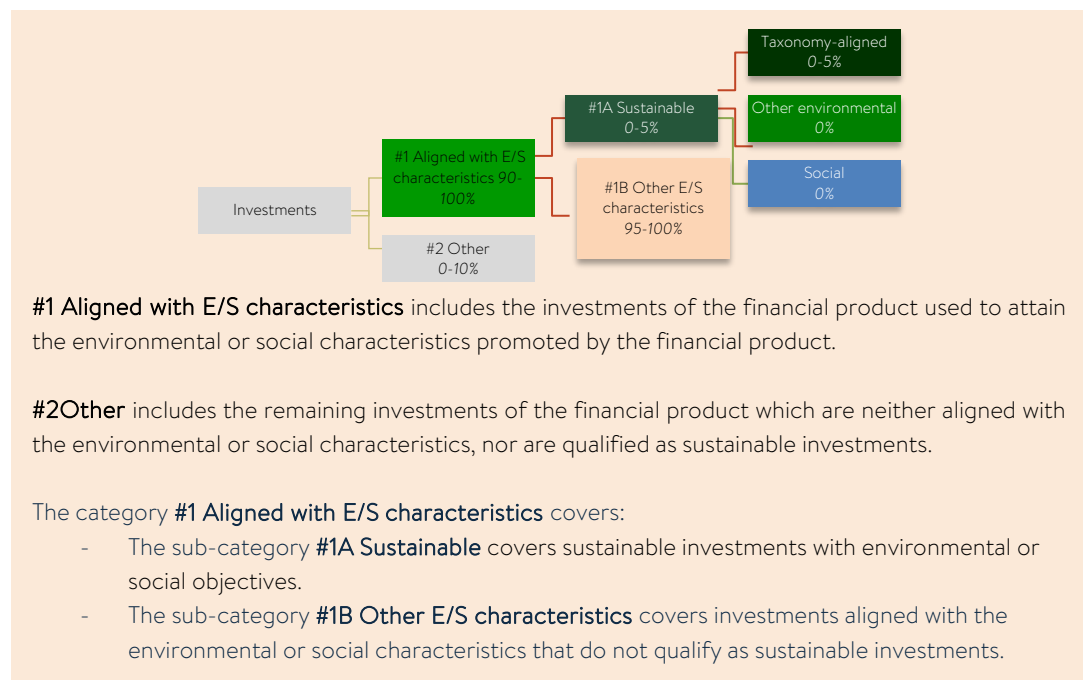 Taxonomy-aligned
0-5%
#1A Sustainable
0-5%
Other environmental
0%
#1 Aligned with E/S
characteristics 90-
100%
#1B Other E/S
characteristics
95-100%
Social
0%
Investments
#2 Other
0-10%
#1 Aligned with E/S characteristics includes the investments of the financial product used to attain
the environmental or social characteristics promoted by the financial product.
#2Other includes the remaining investments of the financial product which are neither aligned with
the environmental or social characteristics, nor are qualified as sustainable investments.
The category #1 Aligned with E/S characteristics covers:
- The sub-category #1A Sustainable covers sustainable investments with environmental or
social objectives.
- The sub-category #1B Other E/S characteristics covers investments aligned with the
environmental or social characteristics that do not qualify as sustainable investments.